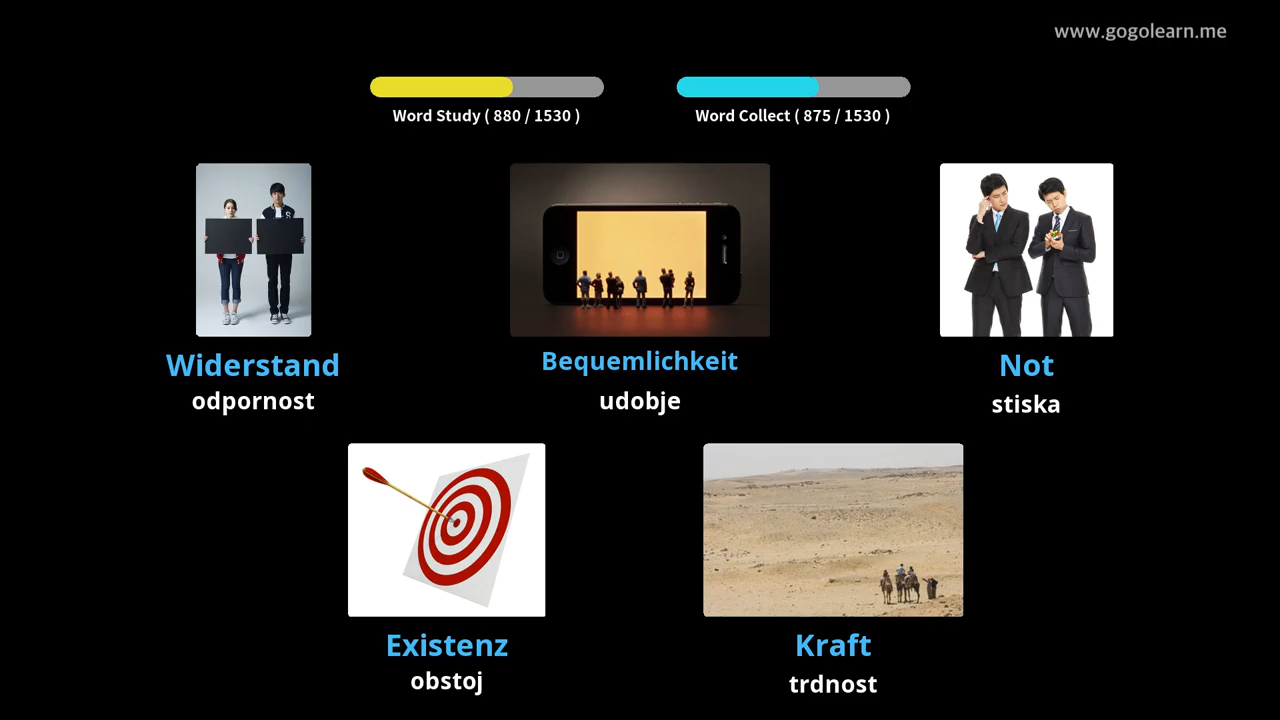 www.gogolearn.me
Word Study ( 880 / 1530 )
Word Collect ( 875 / 1530 )
Widerstand
odpornost
Bequemlichkeit
udobje
Not
stiska
Existenz
obstoj
Kraft
trdnost